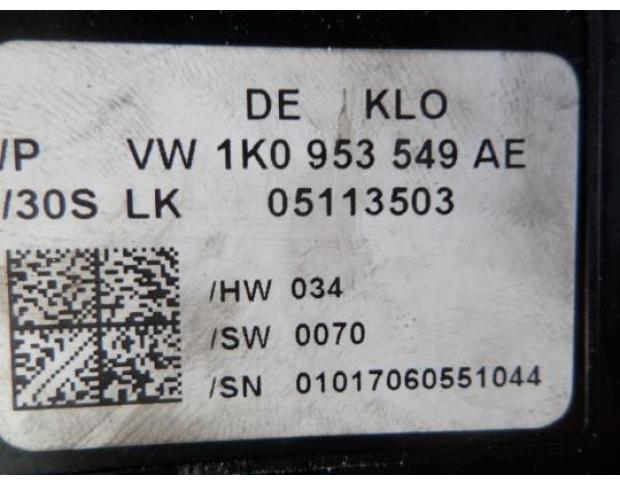 DE KLO
/P VW 1K0 953 549 AE
/30S LK 05113503
/HW 034
/SW 0070
/SN 01017060551044